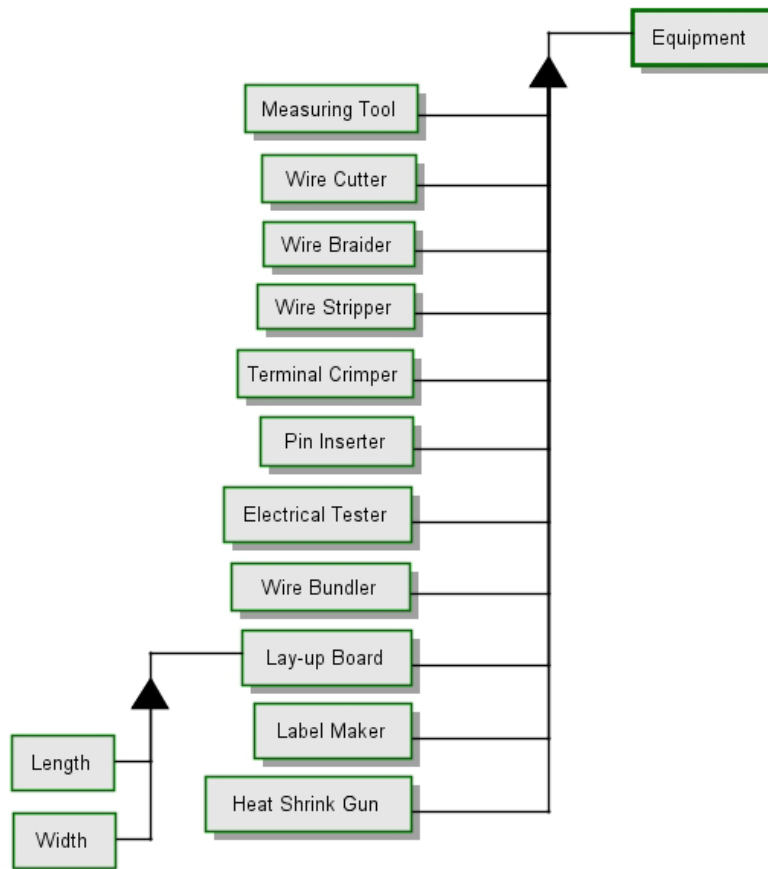 Equipment
Measuring Tool
Wire Cutter
Wire Braider
Wire Stripper
Terminal Crimper
Pin Inserter
Electrical Tester
Wire Bundler
Lay-up Board
Label Maker
Length
Heat Shrink Gun
Width